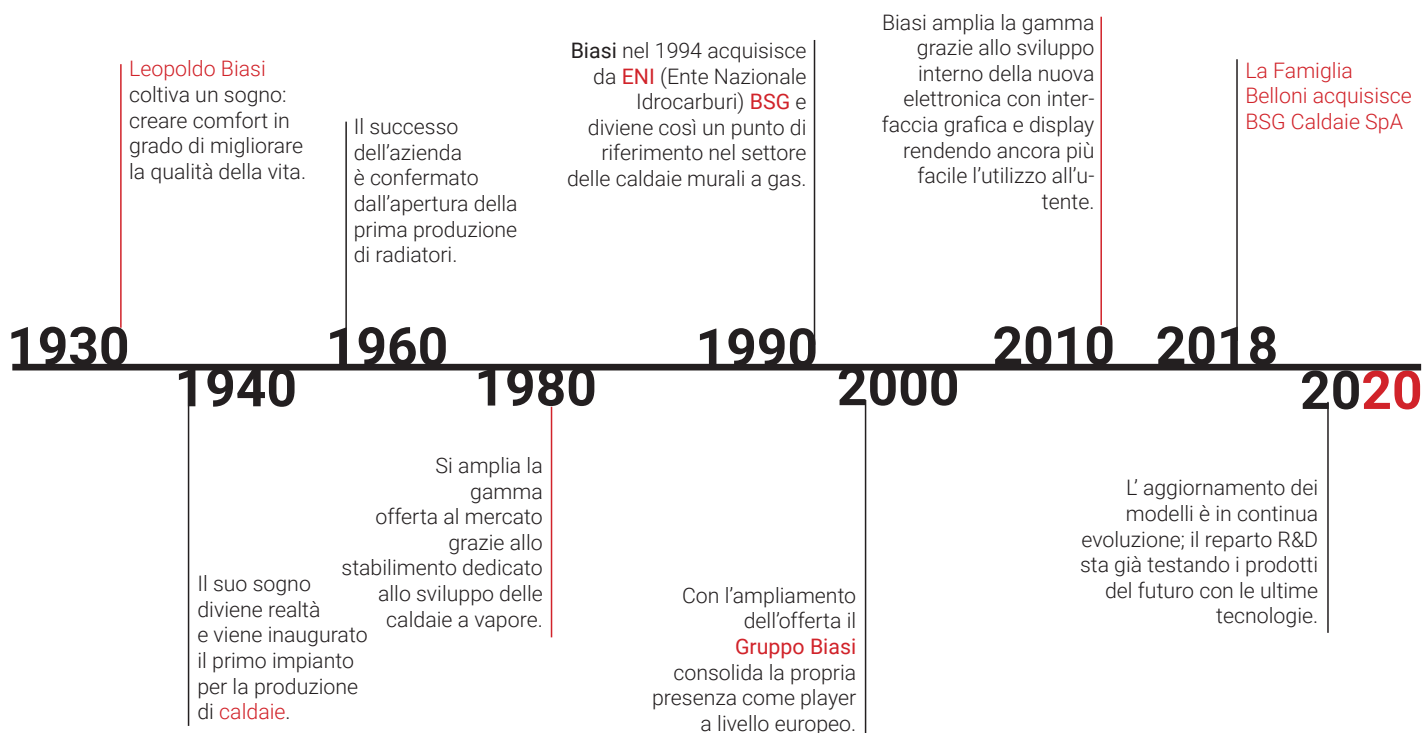 Leopoldo Biasi
coltiva un sogno:
creare comfort in
grado di migliorare
la qualità della vita.
1930
Il suo sogno
diviene realtà
e viene inaugurato
il primo impianto
per la produzione
di caldaie.
1940
Il successo
dell'azienda
è confermato
dall'apertura della
prima produzione
di radiatori.
1960
1980
Si amplia la
gamma
offerta al mercato
grazie allo
stabilimento dedicato
allo sviluppo delle
caldaie a vapore.
Biasi nel 1994 acquisisce
da ENI (Ente Nazionale
Idrocarburi) BSG e
diviene così un punto di
riferimento nel settore
delle caldaie murali a gas.
1990
2000
Con l'ampliamento
dell'offerta il
Gruppo Biasi
consolida la propria
presenza come player
a livello europeo.
Biasi amplia la gamma
grazie allo sviluppo
interno della nuova
elettronica con inter-
faccia grafica e display
rendendo ancora più
facile l'utilizzo all'u-
tente.
2010
La Famiglia
Belloni acquisisce
BSG Caldaie SpA
2018
2020
L' aggiornamento dei
modelli è in continua
evoluzione; il reparto R&D
sta già testando i prodotti
del futuro con le ultime
tecnologie.